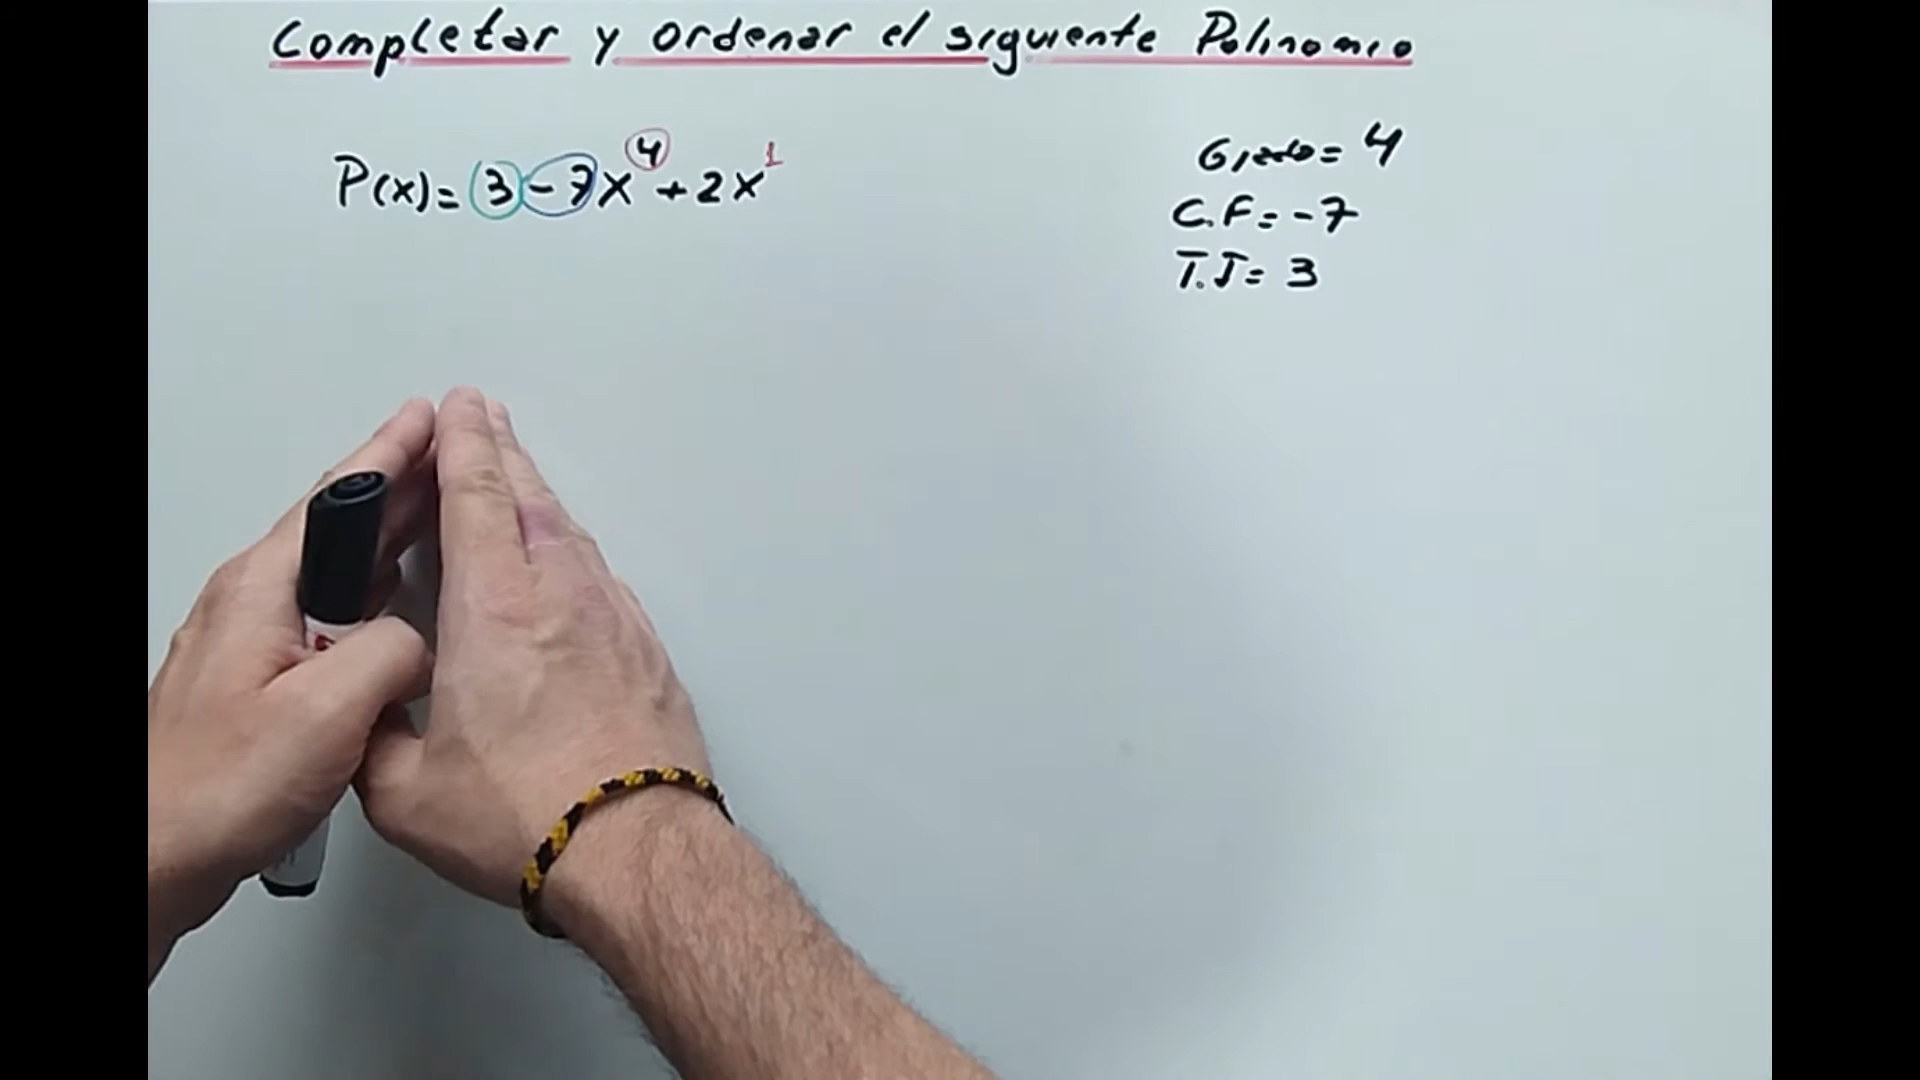 Completar y ordenar el siguiente Polinomio
P(x)= 3-7x⁴+2x¹
Grado= 4
C.F=-7
T.I= 3